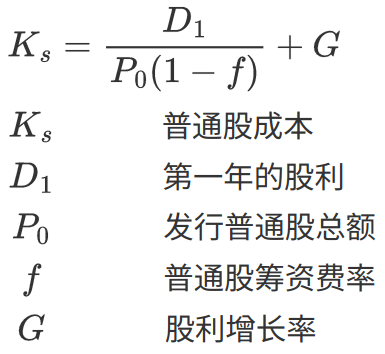 K_s = \frac{D_1}{P_0(1-f)} + G
K_s 普通股成本
D_1 第一年的股利
P_0 发行普通股总额
f 普通股筹资费率
G 股利增长率